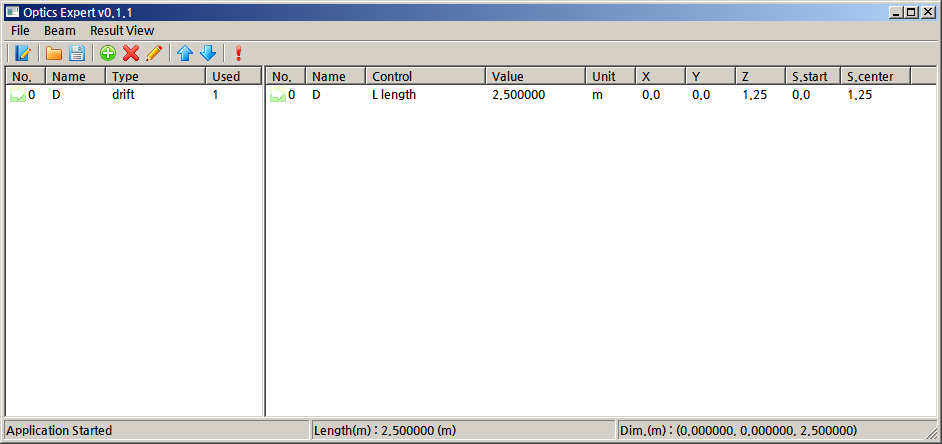 Optics Expert v0.1.1
File Beam Result View
No. Name Type Used
0 D drift 1
No. Name Control Value Unit X Y Z S.start S.center
0 D L length 2.500000 m 0.0 0.0 1.25 0.0 1.25
Application Started
Length(m) : 2.500000 (m)
Dim.(m) : (0.000000, 0.000000, 2.500000)